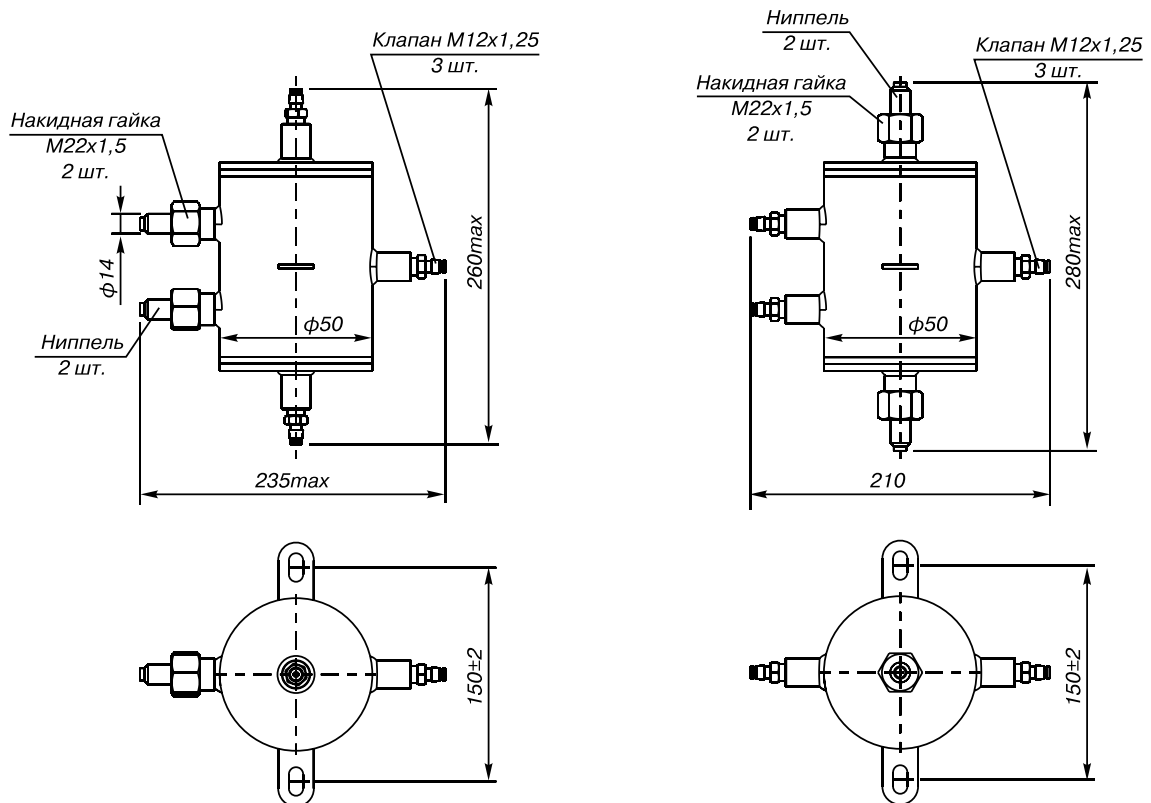 Клапан М12х1,25
3 шт.
Накидная гайка
М22х1,5
2 шт.
ф14
Ниппель
2 шт.
ф50
260max
235max
150±2
Ниппель
2 шт.
Клапан М12х1,25
3 шт.
Накидная гайка
М22х1,5
2 шт.
ф50
280max
210
150±2